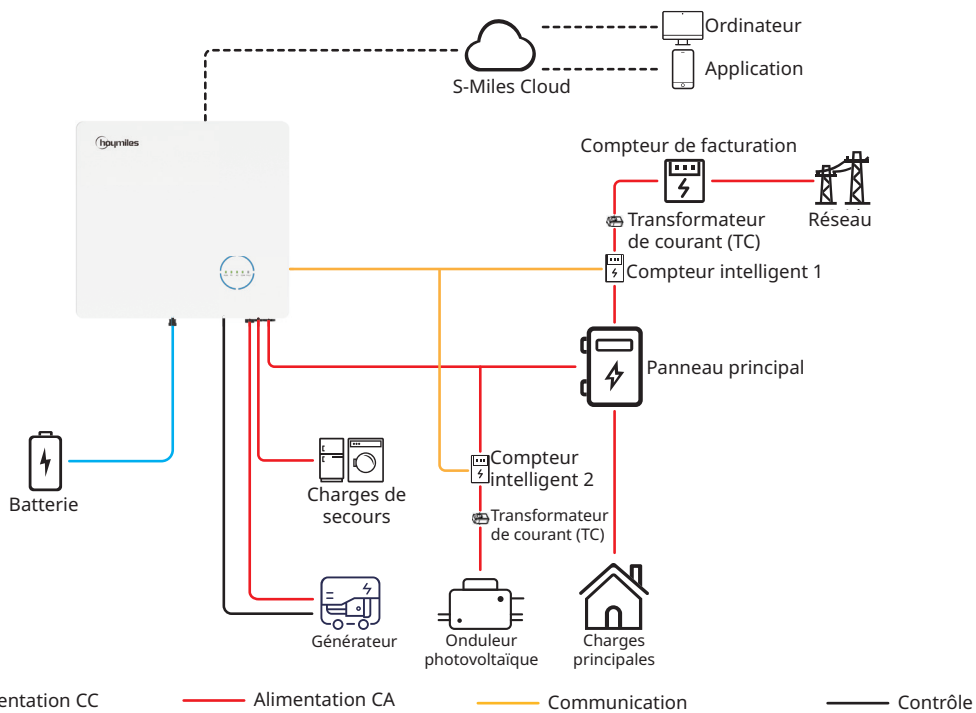 Ordinateur
Application
S-Miles Cloud
hoymiles
Compteur de facturation
Réseau
Transformateur
de courant (TC)
Compteur intelligent 1
Panneau principal
Batterie
Charges de
secours
Compteur
intelligent 2
Transformateur
de courant (TC)
Générateur
Onduleur
photovoltaïque
Charges
principales
entation CC
Alimentation CA
Communication
Contrôle